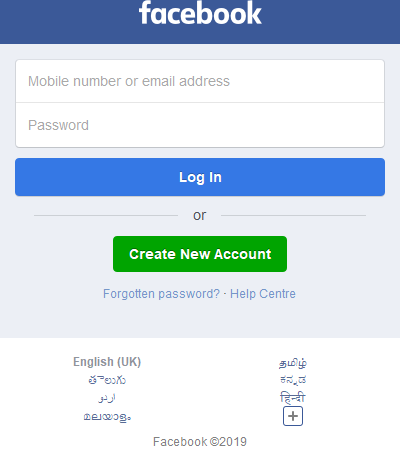 facebook
Mobile number or email address
Password
Log In
or
Create New Account
Forgotten password? · Help Centre
English (UK)
தமிழ்
తెలుగు
ಕನ್ನಡ
اردو
हिन्दी
മലയാളം
Facebook ©2019